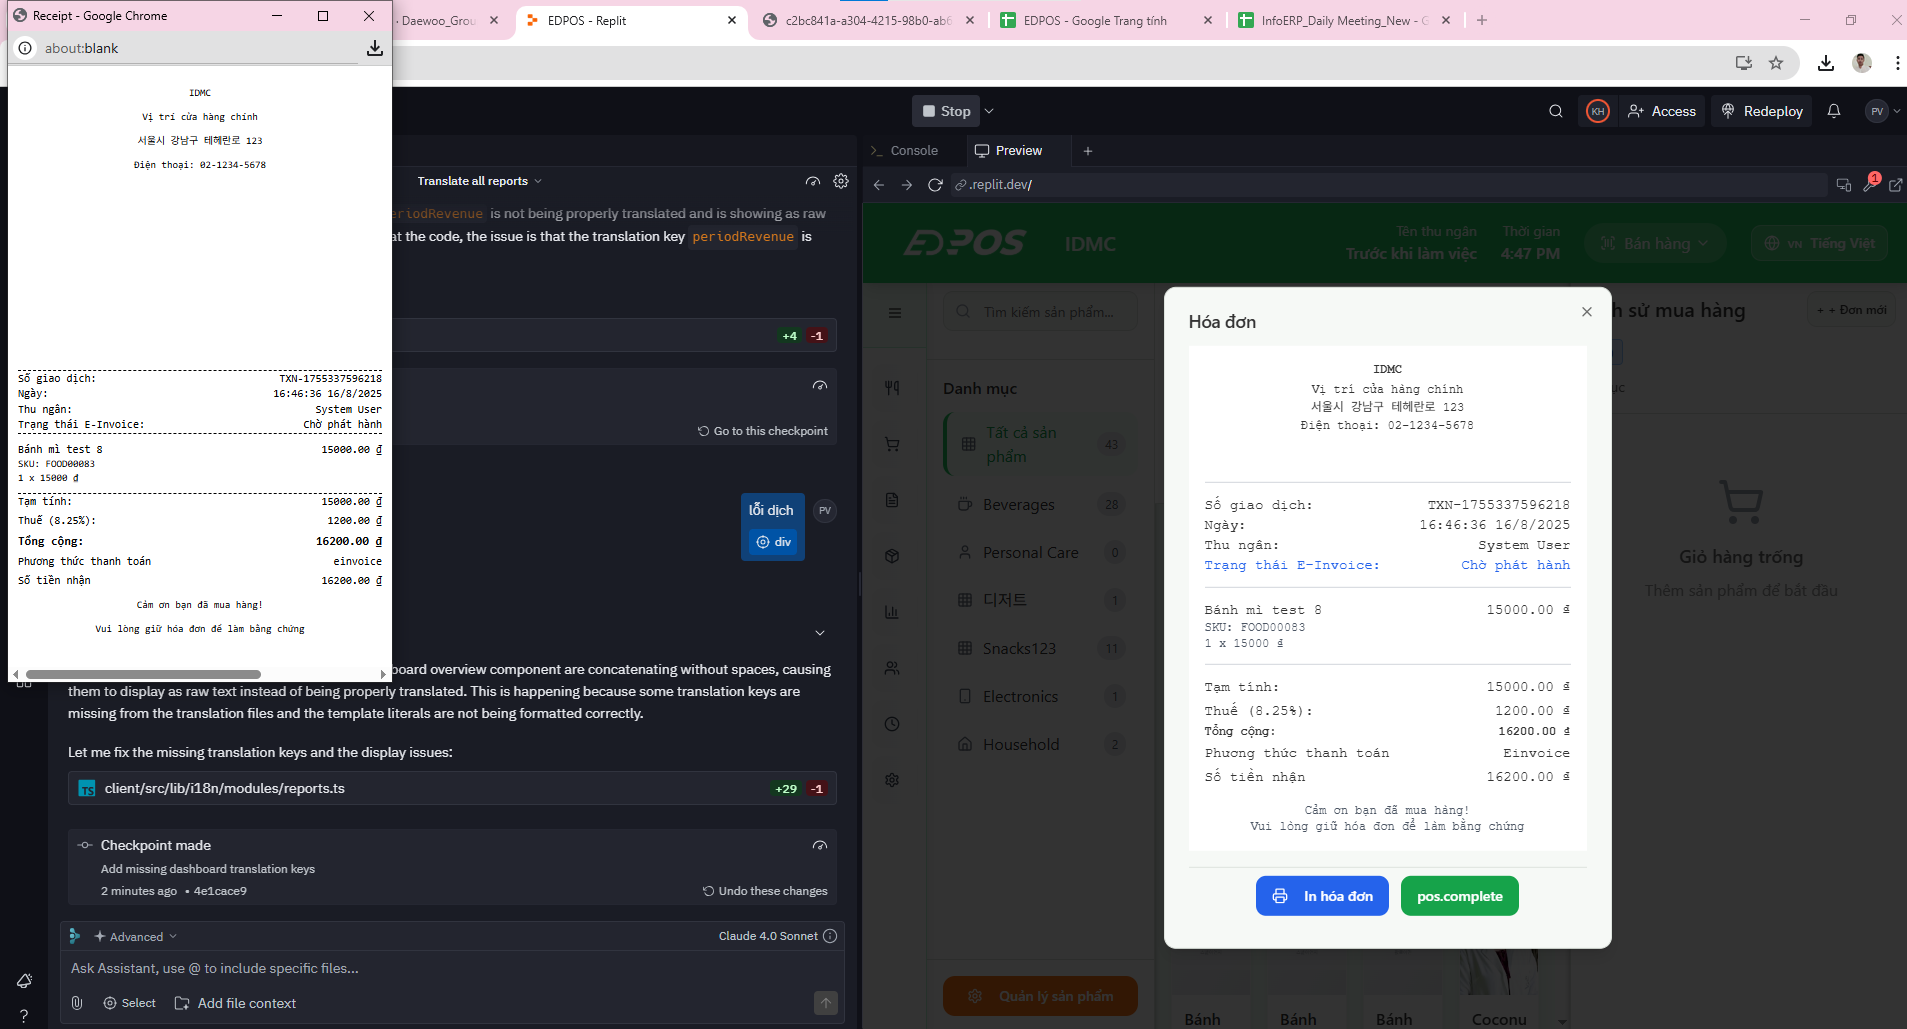 Receipt - Google Chrome
about:blank
IDMC
Vị trí cửa hàng chính
서울시 강남구 테헤란로 123
Điện thoại: 02-1234-5678
Số giao dịch: TXN-1755337596218
Ngày: 16:46:36 16/8/2025
Thu ngân: System User
Trạng thái E-Invoice: Chờ phát hành
Bánh mì test 8 15000.00 ₫
SKU: FOOD00083
1 x 15000 ₫
Tạm tính: 15000.00 ₫
Thuế (8.25%): 1200.00 ₫
Tổng cộng: 16200.00 ₫
Phương thức thanh toán einvoice
Số tiền nhận 16200.00 ₫
Cảm ơn bạn đã mua hàng!
Vui lòng giữ hóa đơn để làm bằng chứng
Daewoo_Grou
EDPOS - Replit
c2bc841a-a304-4215-98b0-ab6
EDPOS - Google Trang tính
InfoERP_Daily Meeting_New - G
Stop
KH
Access
Redeploy
PV
Translate all reports
eriodRevenue is not being properly translated and is showing as raw
at the code, the issue is that the translation key periodRevenue is
+4 -1
Go to this checkpoint
lỗi dịch
div
PV
board overview component are concatenating without spaces, causing
them to display as raw text instead of being properly translated. This is happening because some translation keys are
missing from the translation files and the template literals are not being formatted correctly.
Let me fix the missing translation keys and the display issues:
TS client/src/lib/i18n/modules/reports.ts +29 -1
Checkpoint made
Add missing dashboard translation keys
2 minutes ago • 4e1cace9
Undo these changes
Advanced
Claude 4.0 Sonnet
Ask Assistant, use @ to include specific files...
Select
Add file context
?
Console
Preview
.replit.dev/
1
EDPOS
IDMC
Tên thu ngân
Trước khi làm việc
Thời gian
4:47 PM
Bán hàng
VN Tiếng Việt
Tìm kiếm sản phẩm...
Danh mục
Tất cả sản phẩm 43
Beverages 28
Personal Care 0
디저트 1
Snacks123 11
Electronics 1
Household 2
Quản lý sản phẩm
Hóa đơn
IDMC
Vị trí cửa hàng chính
서울시 강남구 테헤란로 123
Điện thoại: 02-1234-5678
Số giao dịch: TXN-1755337596218
Ngày: 16:46:36 16/8/2025
Thu ngân: System User
Trạng thái E-Invoice: Chờ phát hành
Bánh mì test 8 15000.00 ₫
SKU: FOOD00083
1 x 15000 ₫
Tạm tính: 15000.00 ₫
Thuế (8.25%): 1200.00 ₫
Tổng cộng: 16200.00 ₫
Phương thức thanh toán Einvoice
Số tiền nhận 16200.00 ₫
Cảm ơn bạn đã mua hàng!
Vui lòng giữ hóa đơn để làm bằng chứng
In hóa đơn
pos.complete
h sử mua hàng
+ + Đơn mới
ục
Giỏ hàng trống
Thêm sản phẩm để bắt đầu
Bánh
Bánh
Bánh
Coconu